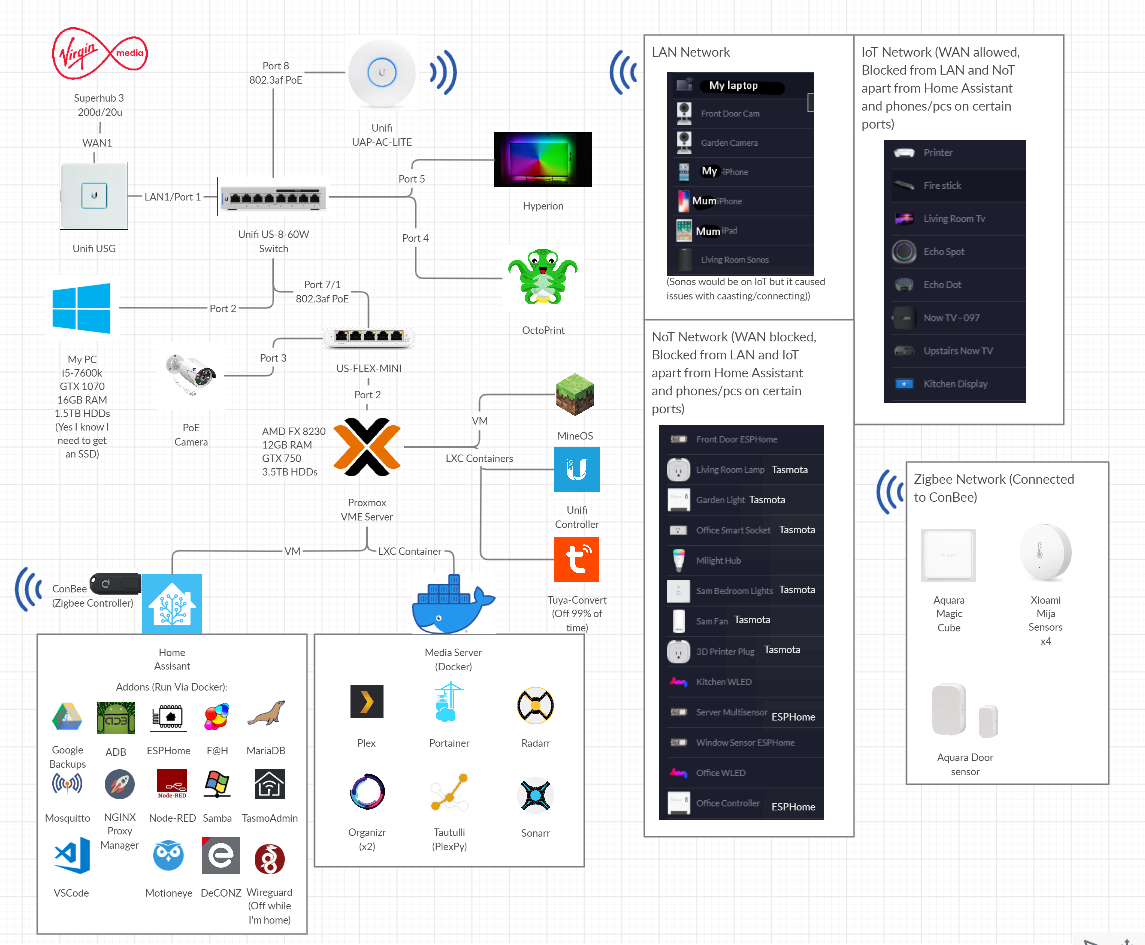 Virgin media
Superhub 3
200d/20u
WAN1
Unifi USG
LAN1/Port 1
Port 8
802.3af PoE
Unifi
UAP-AC-LITE
Unifi US-8-60W
Switch
Port 5
Hyperion
Port 4
OctoPrint
Port 2
My PC
i5-7600k
GTX 1070
16GB RAM
1.5TB HDDs
(Yes I know I
need to get
an SSD)
Port 7/1
802.3af PoE
US-FLEX-MINI
Port 3
PoE
Camera
Port 2
AMD FX 8230
12GB RAM
GTX 750
3.5TB HDDs
Proxmox
VME Server
VM
LXC Containers
MineOS
Unifi
Controller
Tuya-Convert
(Off 99% of
time)
VM
LXC Container
ConBee
(Zigbee Controller)
Home
Assisant
Addons (Run Via Docker):
Google
Backups
ADB
ESPHome
F@H
MariaDB
Mosquitto
NGINX
Proxy
Manager
Node-RED
Node-RED
Samba
TasmoAdmin
VSCode
Motioneye
DeCONZ
Wireguard
(Off while
I'm home)
Media Server
(Docker)
Plex
Portainer
Radarr
Organizr
(x2)
Tautulli
(PlexPy)
Sonarr
LAN Network
My laptop
Front Door Cam
Garden Camera
My -iPhone
Mum iPhone
Mum iPad
Living Room Sonos
(Sonos would be on IoT but it caused
issues with caasting/connecting))
IoT Network (WAN allowed,
Blocked from LAN and NoT
apart from Home Assistant
and phones/pcs on certain
ports)
Printer
Fire stick
Living Room Tv
Echo Spot
Echo Dot
Now TV - 097
Upstairs Now TV
Kitchen Display
NoT Network (WAN blocked,
Blocked from LAN and IoT
apart from Home Assistant
and phones/pcs on certain
ports)
Front Door ESPHome
Living Room Lamp Tasmota
Garden Light Tasmota
Office Smart Socket Tasmota
Milight Hub
Sam Bedroom Lights Tasmota
Sam Fan Tasmota
3D Printer Plug Tasmota
Kitchen WLED
Server Multisensor ESPHome
Window Sensor ESPHome
Office WLED
Office Controller ESPHome
Zigbee Network (Connected
to ConBee)
Aquara
Magic
Cube
Xioami
Mija
Sensors
x4
Aquara Door
sensor